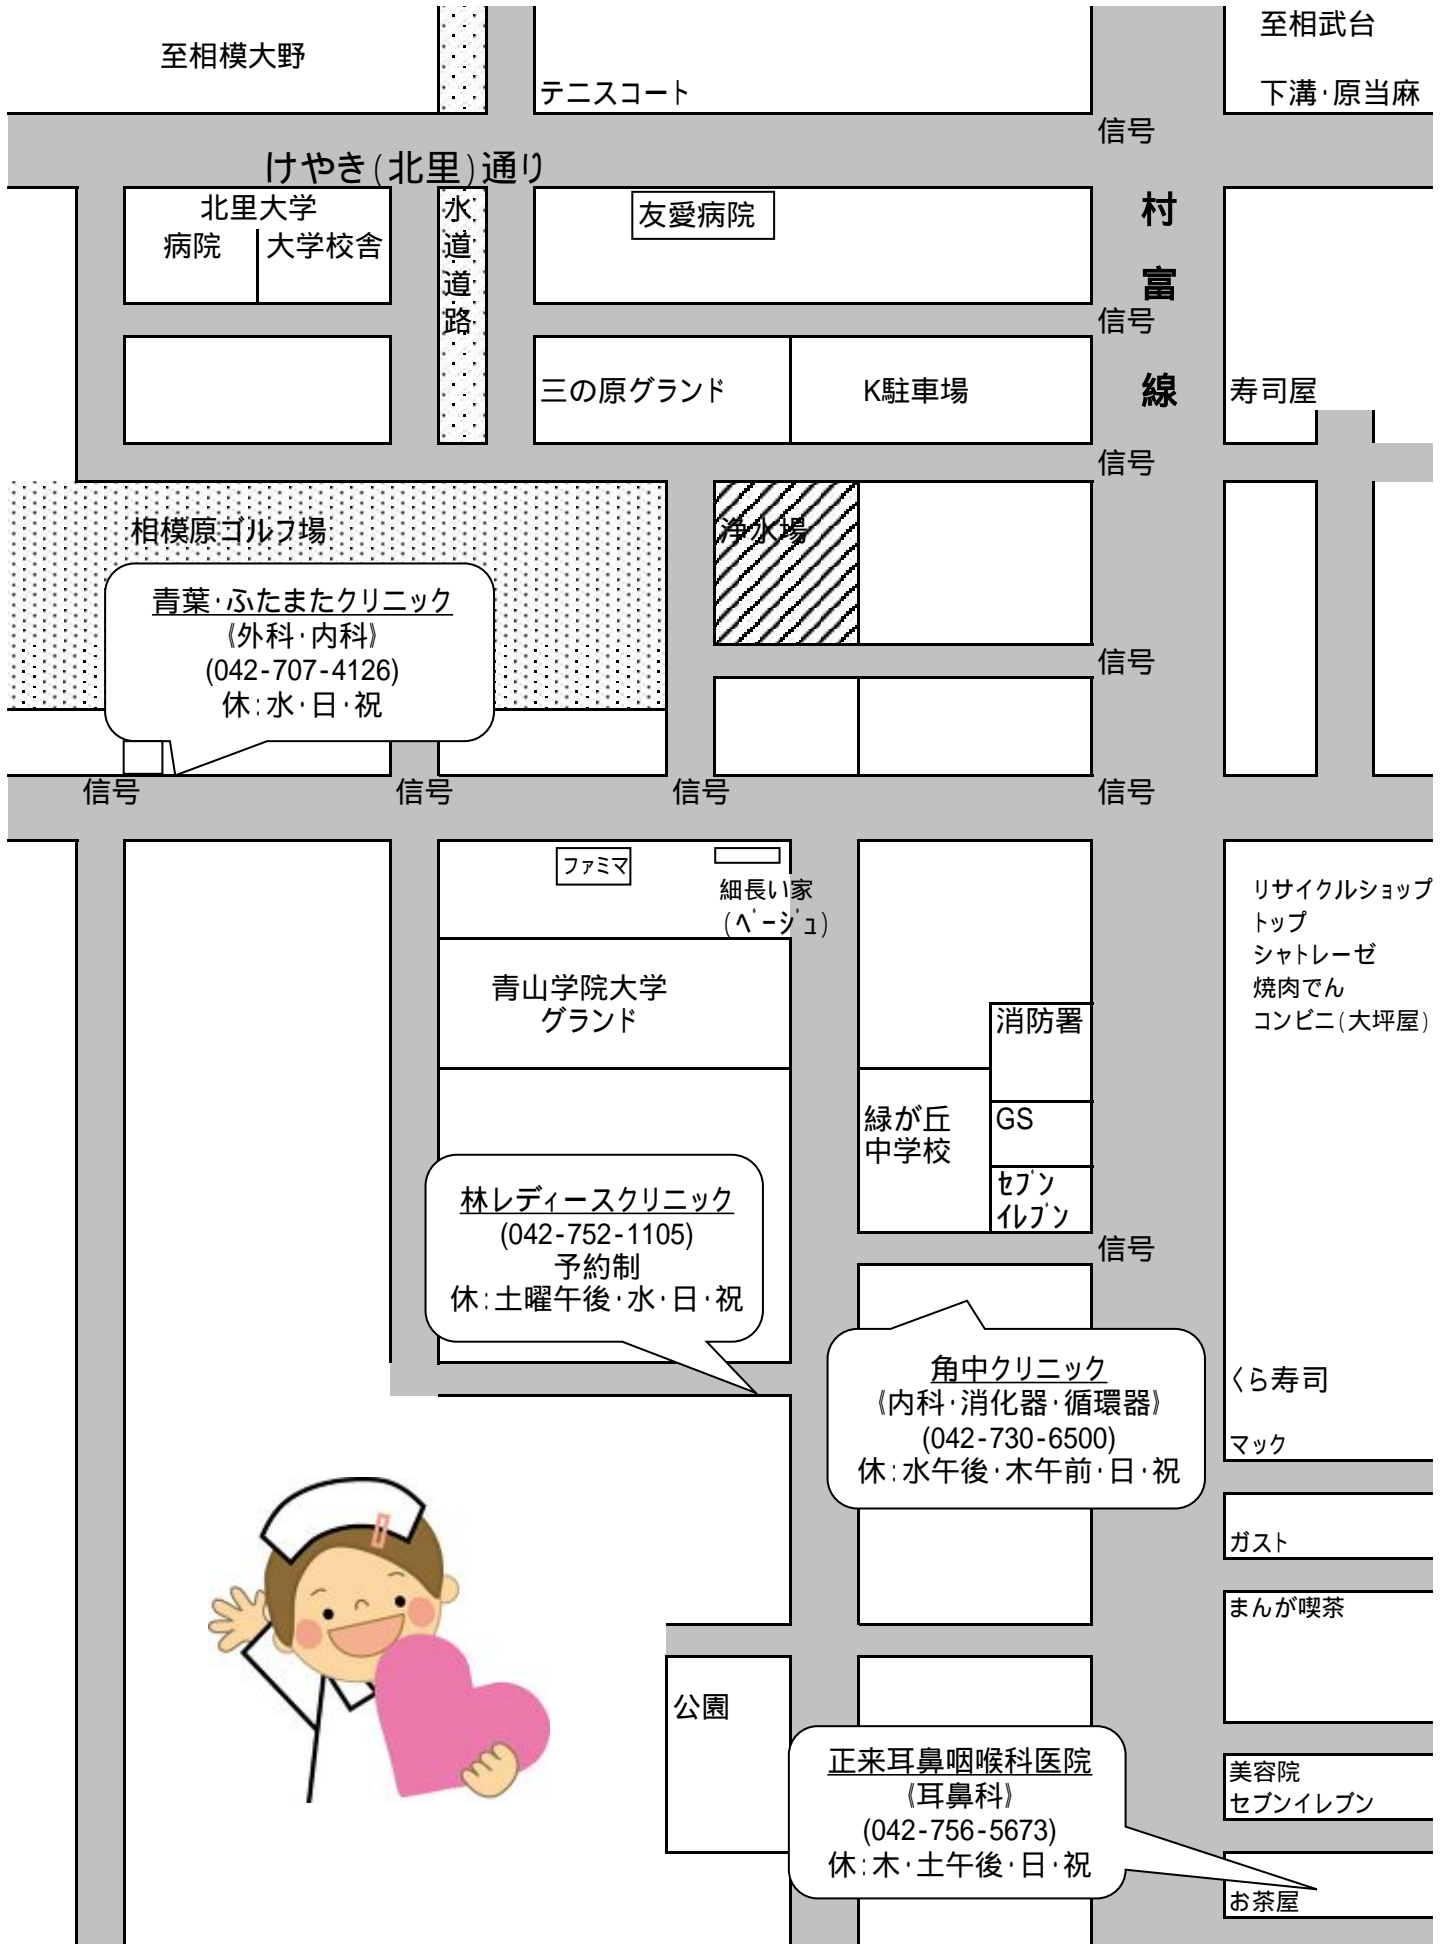 至相模大野
至相武台
下溝･原当麻
テニスコート
信号
けやき(北里)通り
北里大学
病院
大学校舎
水
道
道
路
友愛病院
村
富
線
信号
三の原グランド
K駐車場
寿司屋
信号
相模原ゴルフ場
浄水場
青葉･ふたまたクリニック
《外科･内科》
(042-707-4126)
休:水･日･祝
信号
信号
信号
信号
信号
ファミマ
細長い家
(ﾍﾞｰｼﾞｭ)
リサイクルショップ
トップ
シャトレーゼ
焼肉でん
コンビニ(大坪屋)
青山学院大学
グランド
消防署
緑が丘
中学校
GS
ｾﾌﾞﾝ
ｲﾚﾌﾞﾝ
信号
林レディースクリニック
(042-752-1105)
予約制
休:土曜午後･水･日･祝
角中クリニック
《内科･消化器･循環器》
(042-730-6500)
休:水午後･木午前･日･祝
くら寿司
マック
ガスト
まんが喫茶
公園
正来耳鼻咽喉科医院
《耳鼻科》
(042-756-5673)
休:木･土午後･日･祝
美容院
セブンイレブン
お茶屋